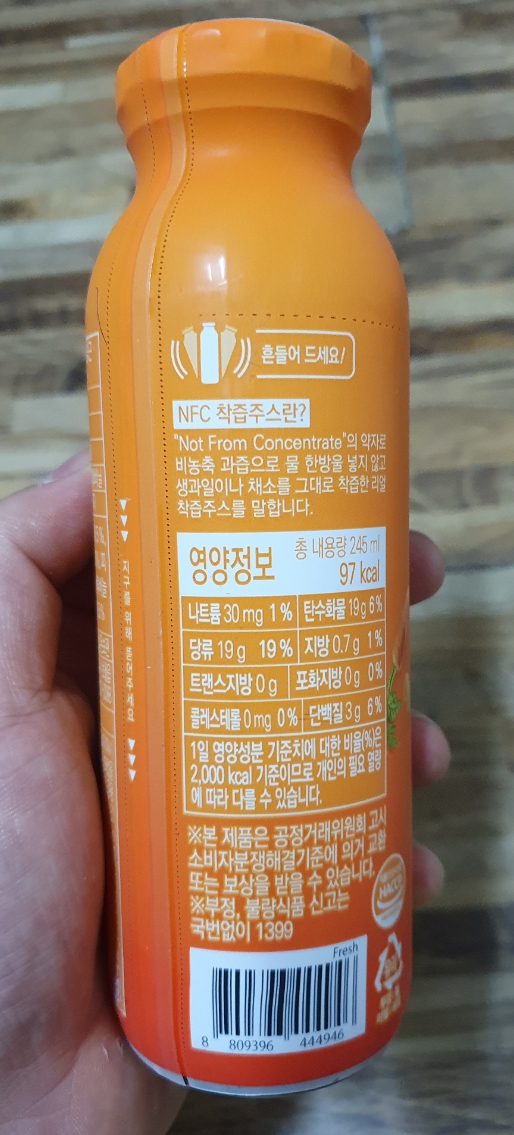 흔들어 드세요!
NFC 착즙주스란?
"Not From Concentrate"의 약자로
비농축 과즙으로 물 한방울 넣지 않고
생과일이나 채소를 그대로 착즙한 리얼
착즙주스를 말합니다.
영양정보
총 내용량 245 ml
97 kcal
나트륨 30 mg 1% 탄수화물 19 g 6%
당류 19 g 19% 지방 0.7 g 1%
트랜스지방 0 g 포화지방 0 g 0%
콜레스테롤 0 mg 0% 단백질 3 g 6%
1일 영양성분 기준치에 대한 비율(%)은
2,000 kcal 기준이므로 개인의 필요 열량
에 따라 다를 수 있습니다.
※본 제품은 공정거래위원회 고시
소비자분쟁해결기준에 의거 교환
또는 보상을 받을 수 있습니다.
※부정, 불량식품 신고는
국번없이 1399
HACCP
Fresh
8 809396 444946
지구를 위해 뜯어주세요